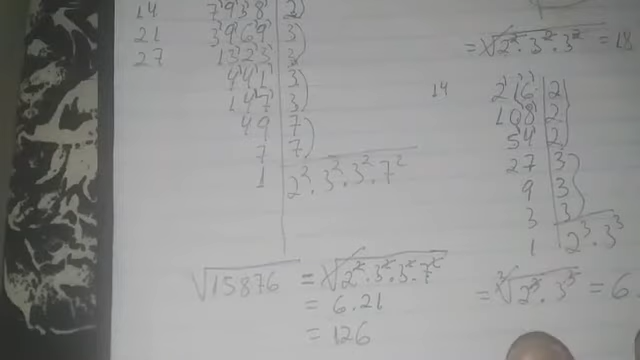 14 7938 | 2
21 3969 | 3
27 1323 | 3
441 | 3
147 | 3
49 | 7
7 | 7
1 | 2².3².3².7²
√15876 = √2².3².3².7²
= 6.21
= 126
= √2².3².3² = 18
14 216 | 2
108 | 2
54 | 2
27 | 3
9 | 3
3 | 3
1 | 2³.3³
= ³√2³.3³ = 6